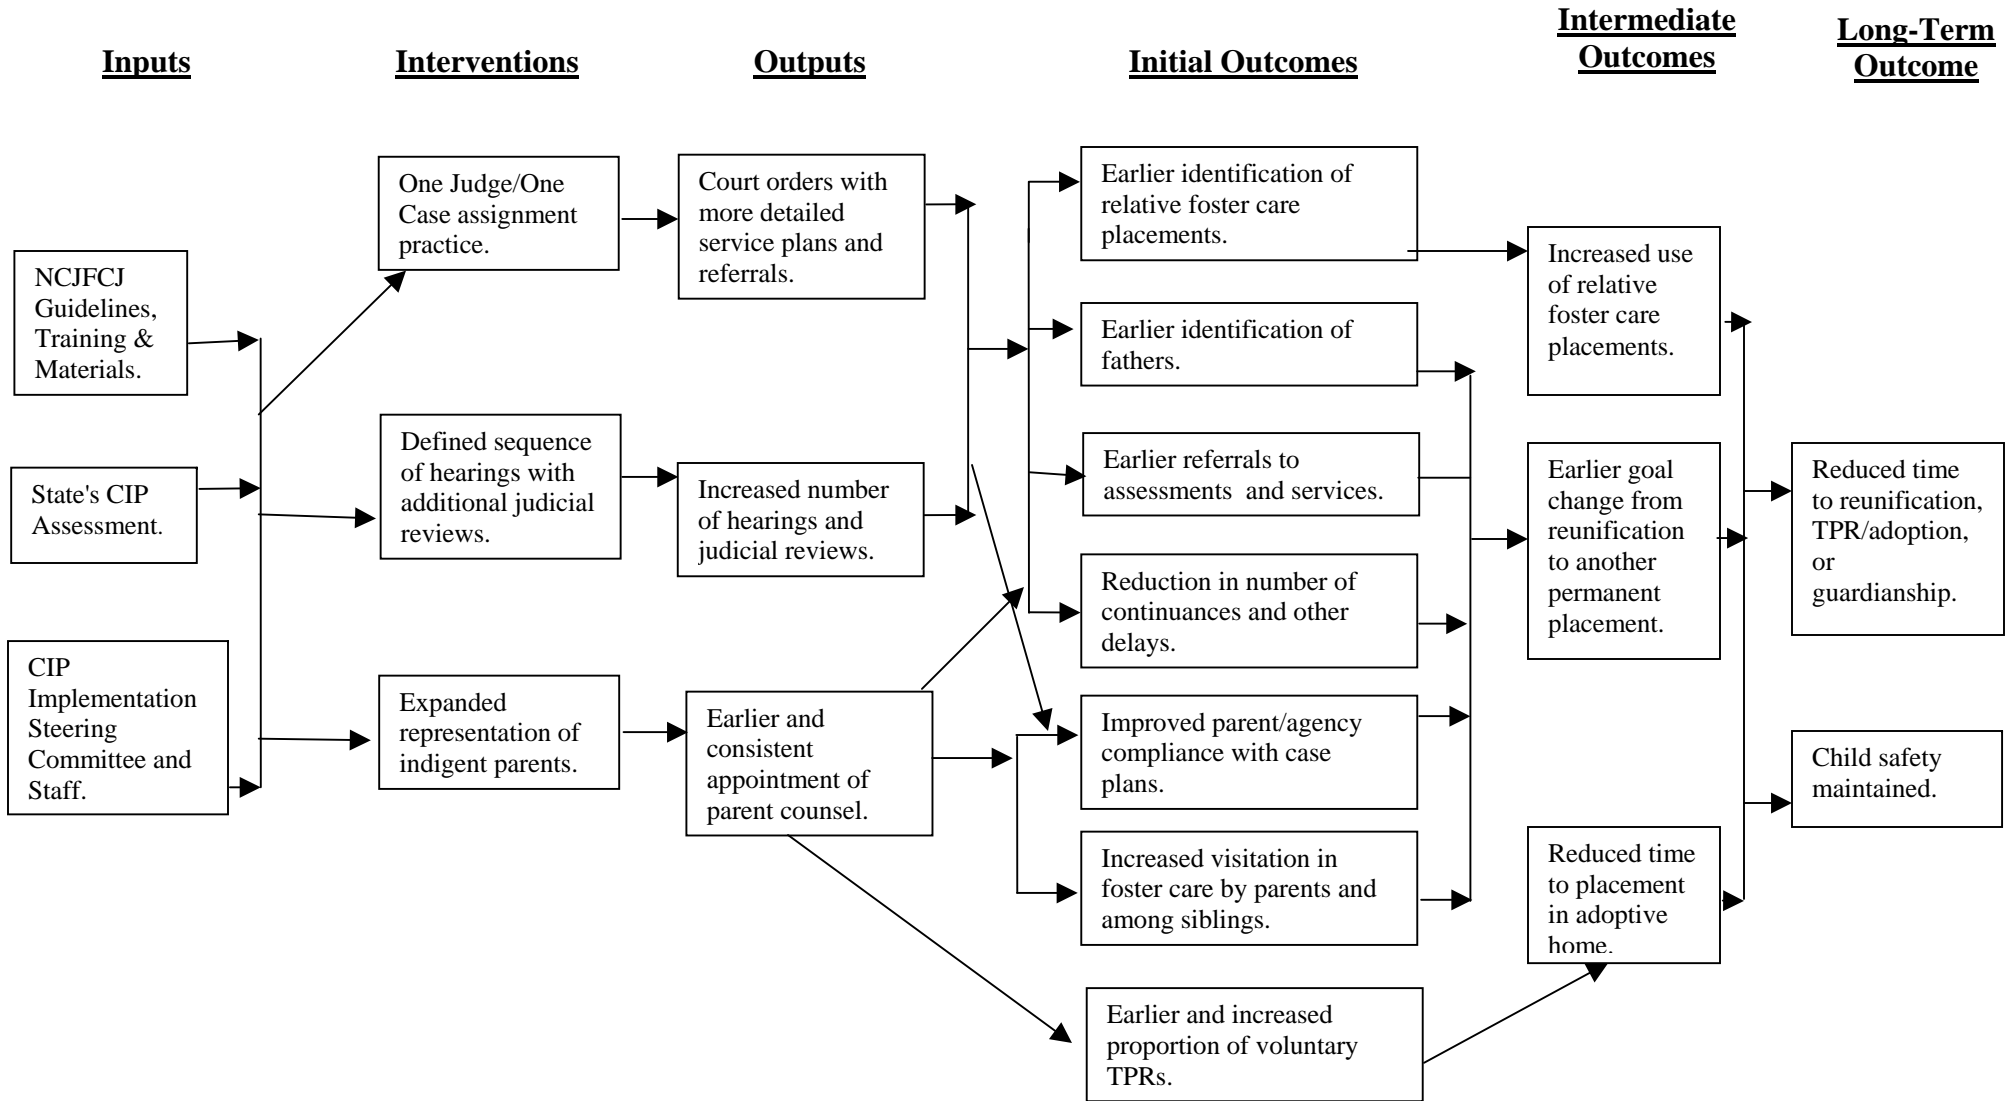 Inputs
Interventions
Outputs
Initial Outcomes
Intermediate
Outcomes
Long-Term
Outcome
NCJFCJ
Guidelines,
Training &
Materials.
State's CIP
Assessment.
CIP
Implementation
Steering
Committee and
Staff.
One Judge/One
Case assignment
practice.
Defined sequence
of hearings with
additional judicial
reviews.
Expanded
representation of
indigent parents.
Court orders with
more detailed
service plans and
referrals.
Increased number
of hearings and
judicial reviews.
Earlier and
consistent
appointment of
parent counsel.
Earlier identification of
relative foster care
placements.
Earlier identification of
fathers.
Earlier referrals to
assessments and services.
Reduction in number of
continuances and other
delays.
Improved parent/agency
compliance with case
plans.
Increased visitation in
foster care by parents and
among siblings.
Earlier and increased
proportion of voluntary
TPRs.
Increased use
of relative
foster care
placements.
Earlier goal
change from
reunification
to another
permanent
placement.
Reduced time
to placement
in adoptive
home.
Reduced time
to reunification,
TPR/adoption,
or
guardianship.
Child safety
maintained.